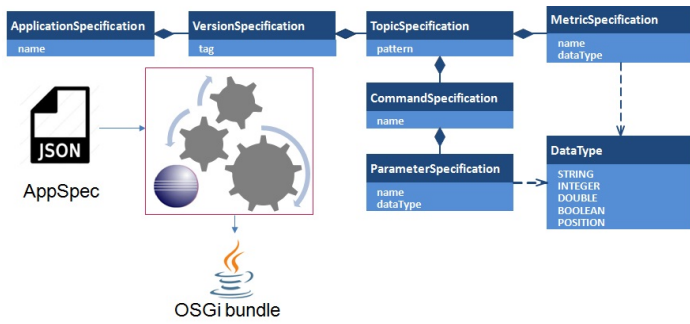 ApplicationSpecification
name
VersionSpecification
tag
TopicSpecification
pattern
MetricSpecification
name
dataType
CommandSpecification
name
ParameterSpecification
name
dataType
DataType
STRING
INTEGER
DOUBLE
BOOLEAN
POSITION
JSON
AppSpec
OSGi bundle